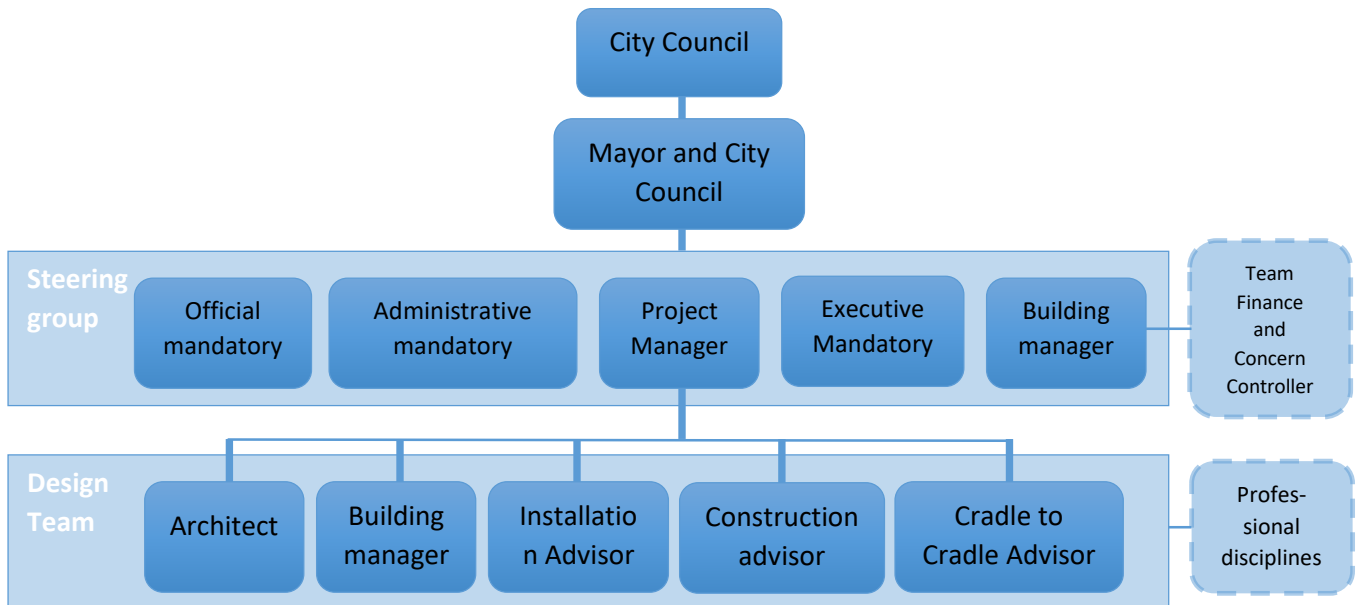 City Council
Mayor and City
Council
Steering
group
Official
mandatory
Administrative
mandatory
Project
Manager
Executive
Mandatory
Building
manager
Team
Finance
and
Concern
Controller
Design
Team
Architect
Building
manager
Installatio
n Advisor
Construction
advisor
Cradle to
Cradle Advisor
Profes-
sional
disciplines